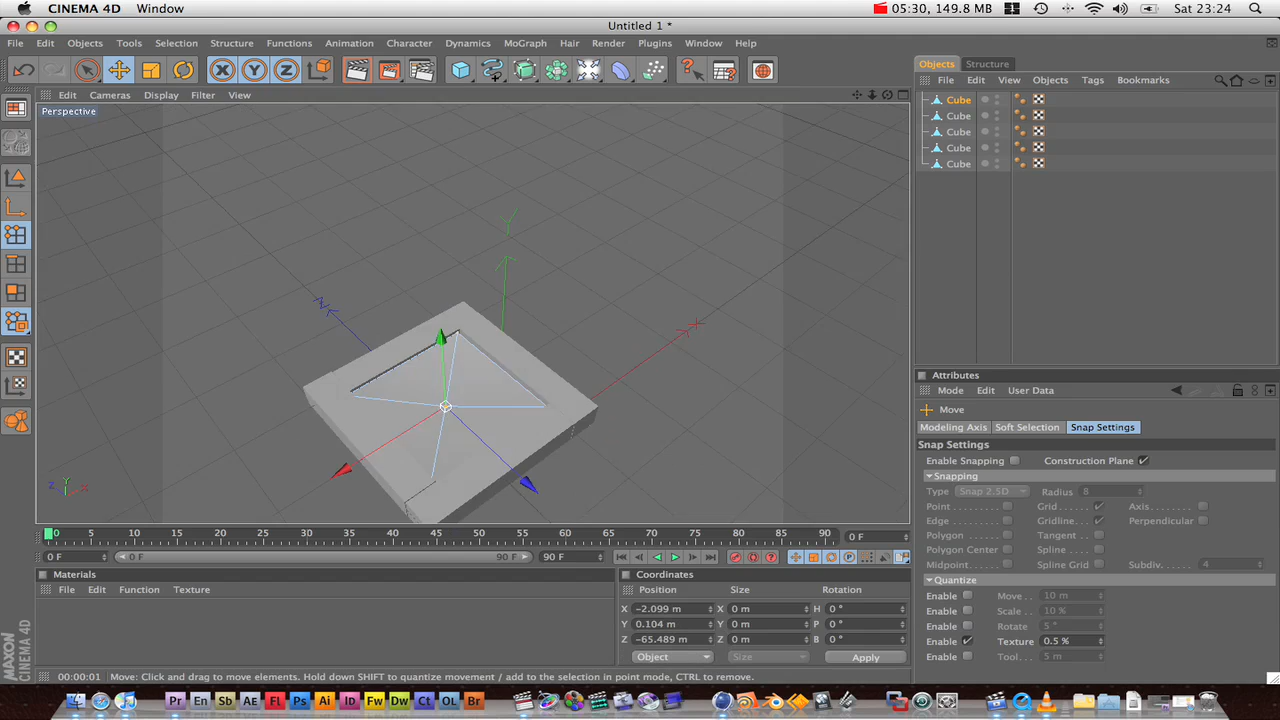 CINEMA 4D Window 05:30, 149.8 MB Sat 23:24
Untitled 1 *
File Edit Objects Tools Selection Structure Functions Animation Character Dynamics MoGraph Hair Render Plugins Window Help
X Y Z
Objects Structure
Edit Cameras Display Filter View
File Edit View Objects Tags Bookmarks
Perspective
Cube
Cube
Cube
Cube
Cube
Y
Z
X
Attributes
Mode Edit User Data
Move
Modeling Axis Soft Selection Snap Settings
Snap Settings
Enable Snapping Construction Plane
Snapping
Type Snap 2.5D Radius 8
Point Grid Axis
Edge Gridline Perpendicular
Polygon Tangent
Polygon Center Spline
Midpoint Spline Grid Subdiv. 4
Quantize
Enable Move 10 m
Enable Scale 10 %
Enable Rotate 5 °
Enable Texture 0.5 %
Enable Tool 5 m
0 5 10 15 20 25 30 35 40 45 50 55 60 65 70 75 80 85 90 0 F
0 F 0 F 90 F 90 F
Materials
File Edit Function Texture
Coordinates
Position Size Rotation
X -2.099 m X 0 m H 0 °
Y 0.104 m Y 0 m P 0 °
Z -65.489 m Z 0 m B 0 °
Object Size Apply
MAXON CINEMA 4D
00:00:01 Move: Click and drag to move elements. Hold down SHIFT to quantize movement / add to the selection in point mode, CTRL to remove.
Pr En Sb AE Fl Ps Ai Id Fw Dw Ct OL Br